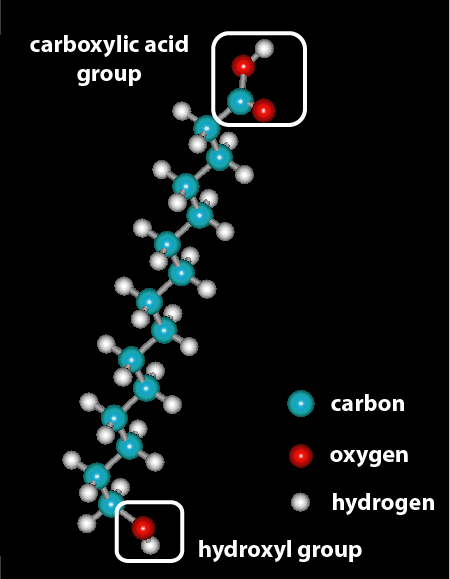 carboxylic acid
group
carbon
oxygen
hydrogen
hydroxyl group